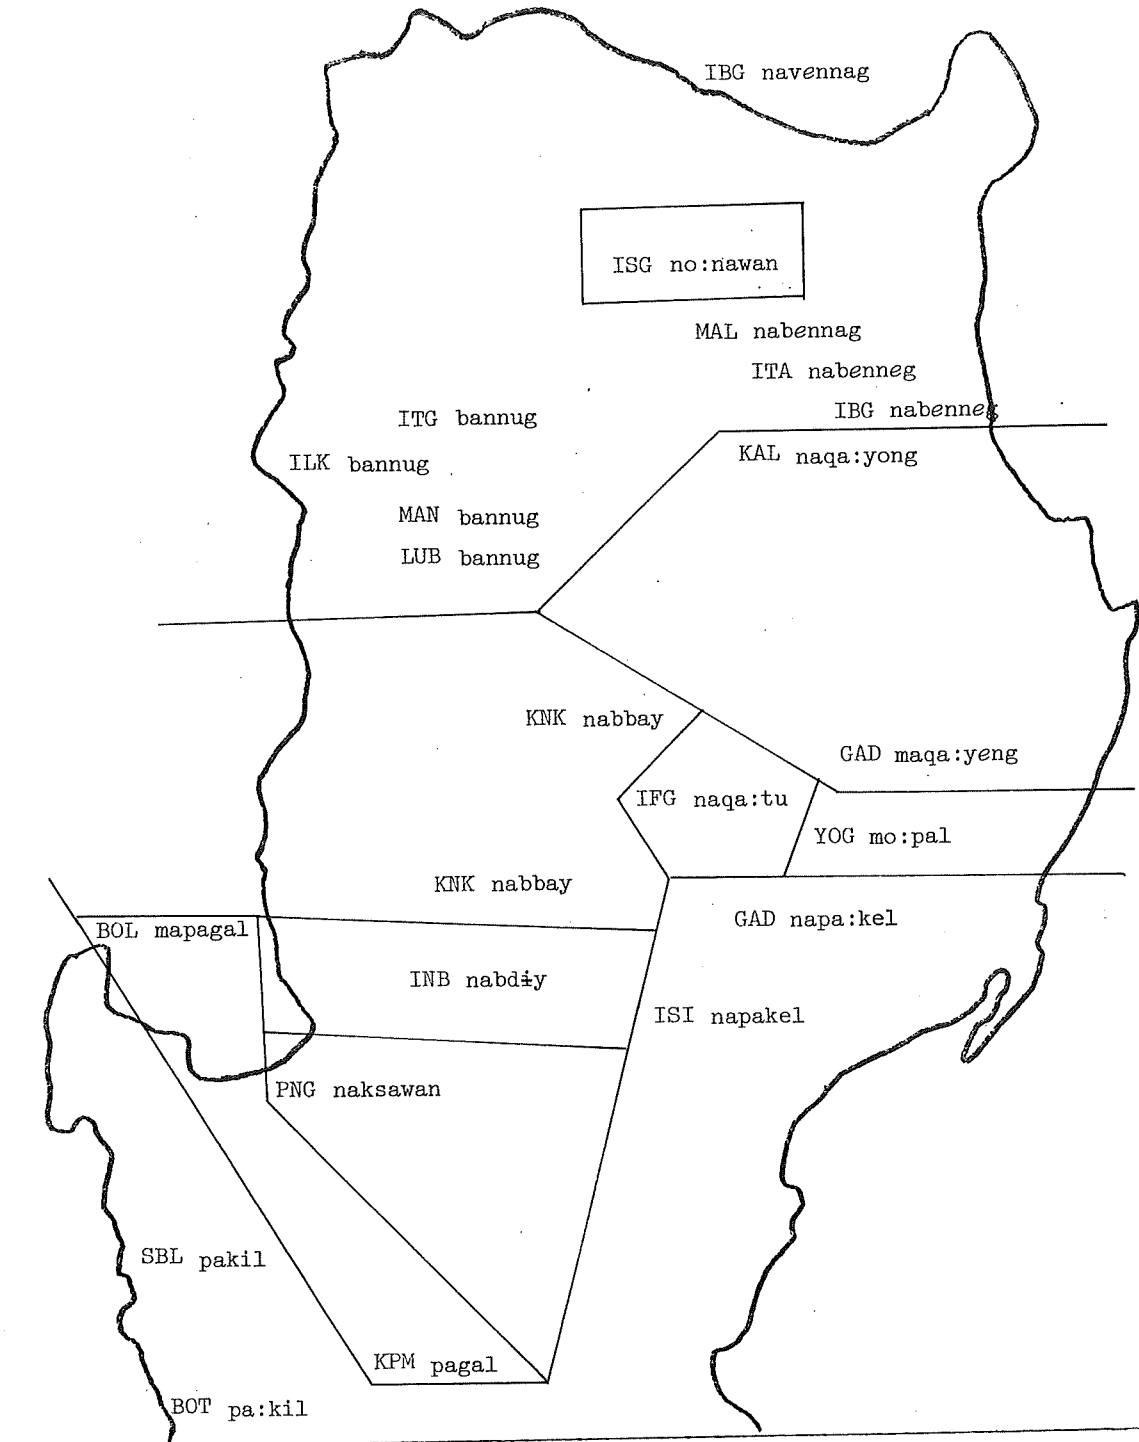 IBG navennag
ISG no:nawan
MAL nabennag
ITA nabenneg
IBG nabenneg
ITG bannug
KAL naqa:yong
ILK bannug
MAN bannug
LUB bannug
KNK nabbay
GAD maqa:yeng
IFG naqa:tu
YOG mo:pal
KNK nabbay
GAD napa:kel
BOL mapagal
INB nabdɨy
ISI napakel
PNG naksawan
SBL pakil
KPM pagal
BOT pa:kil